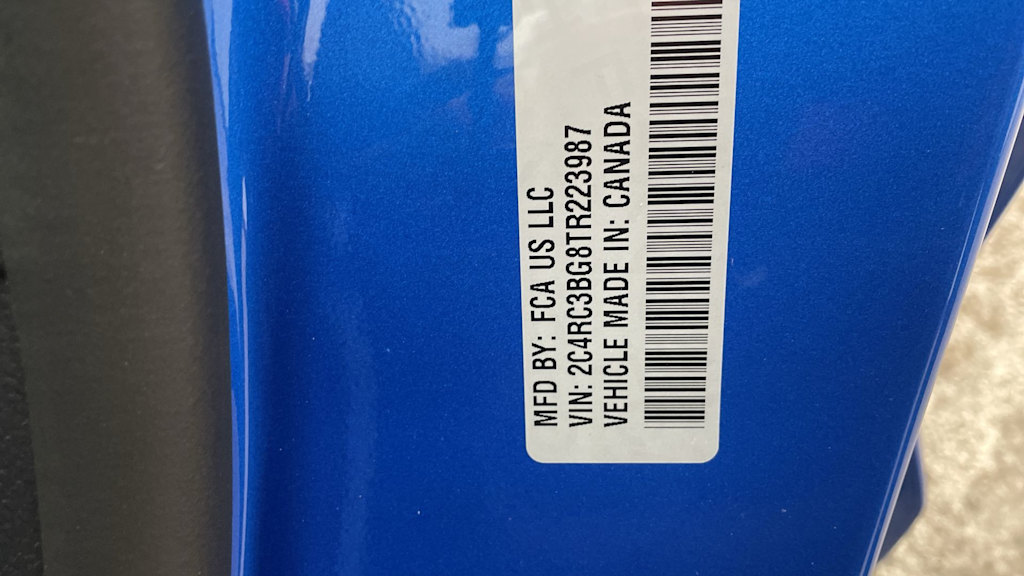 MFD BY: FCA US LLC
VIN: 2C4RC3BG8TR223987
VEHICLE MADE IN: CANADA